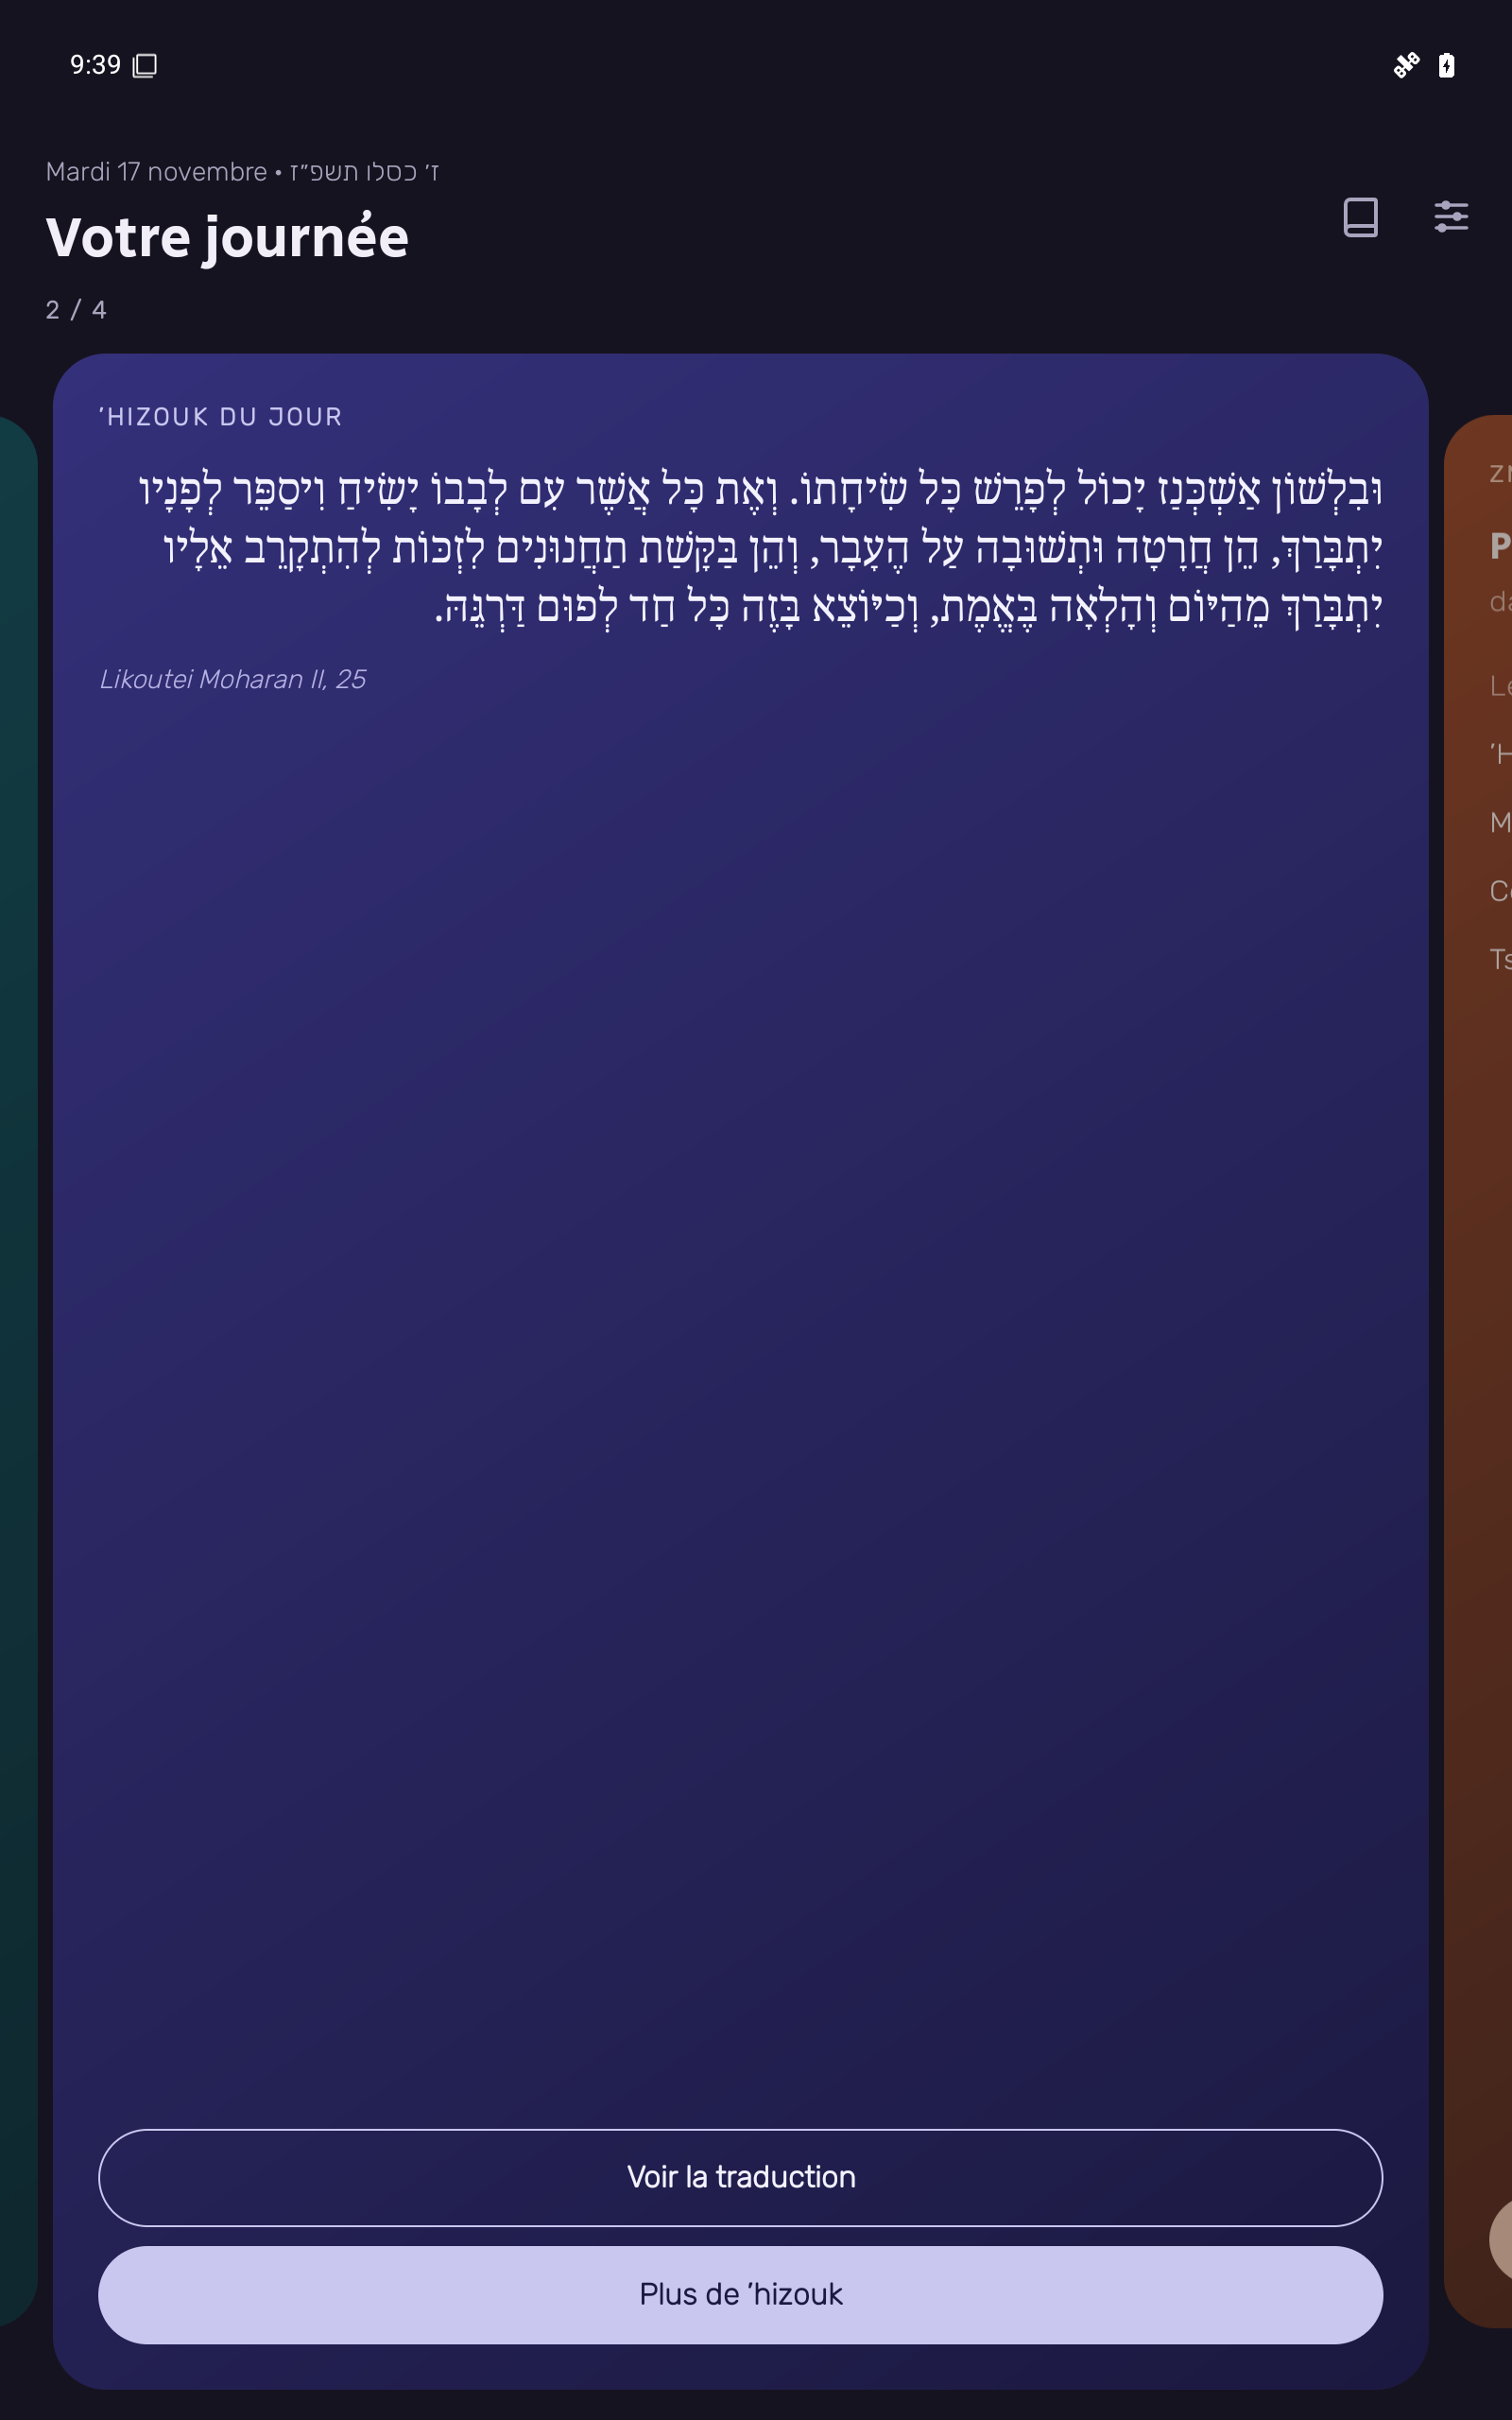 9:39
Mardi 17 novembre • ז׳ כסלו תשפ״ז
Votre journée
2 / 4
׳HIZOUK DU JOUR
וּבִלְשׁוֹן אַשְׁכְּנַז יָכוֹל לְפָרֵשׁ כָּל שִׂיחָתוֹ. וְאֶת כָּל אֲשֶׁר עִם לְבָבוֹ יָשִׂיחַ וִיסַפֵּר לְפָנָיו
יִתְבָּרַךְ, הֵן חֲרָטָה וּתְשׁוּבָה עַל הֶעָבָר, וְהֵן בַּקָּשַׁת תַּחֲנוּנִים לִזְכּוֹת לְהִתְקָרֵב אֵלָיו
יִתְבָּרַךְ מֵהַיּוֹם וְהָלְאָה בֶּאֱמֶת, וְכַיּוֹצֵא בָּזֶה כָּל חַד לְפוּם דַּרְגֵּהּ.
Likoutei Moharan II, 25
Voir la traduction
Plus de ׳hizouk